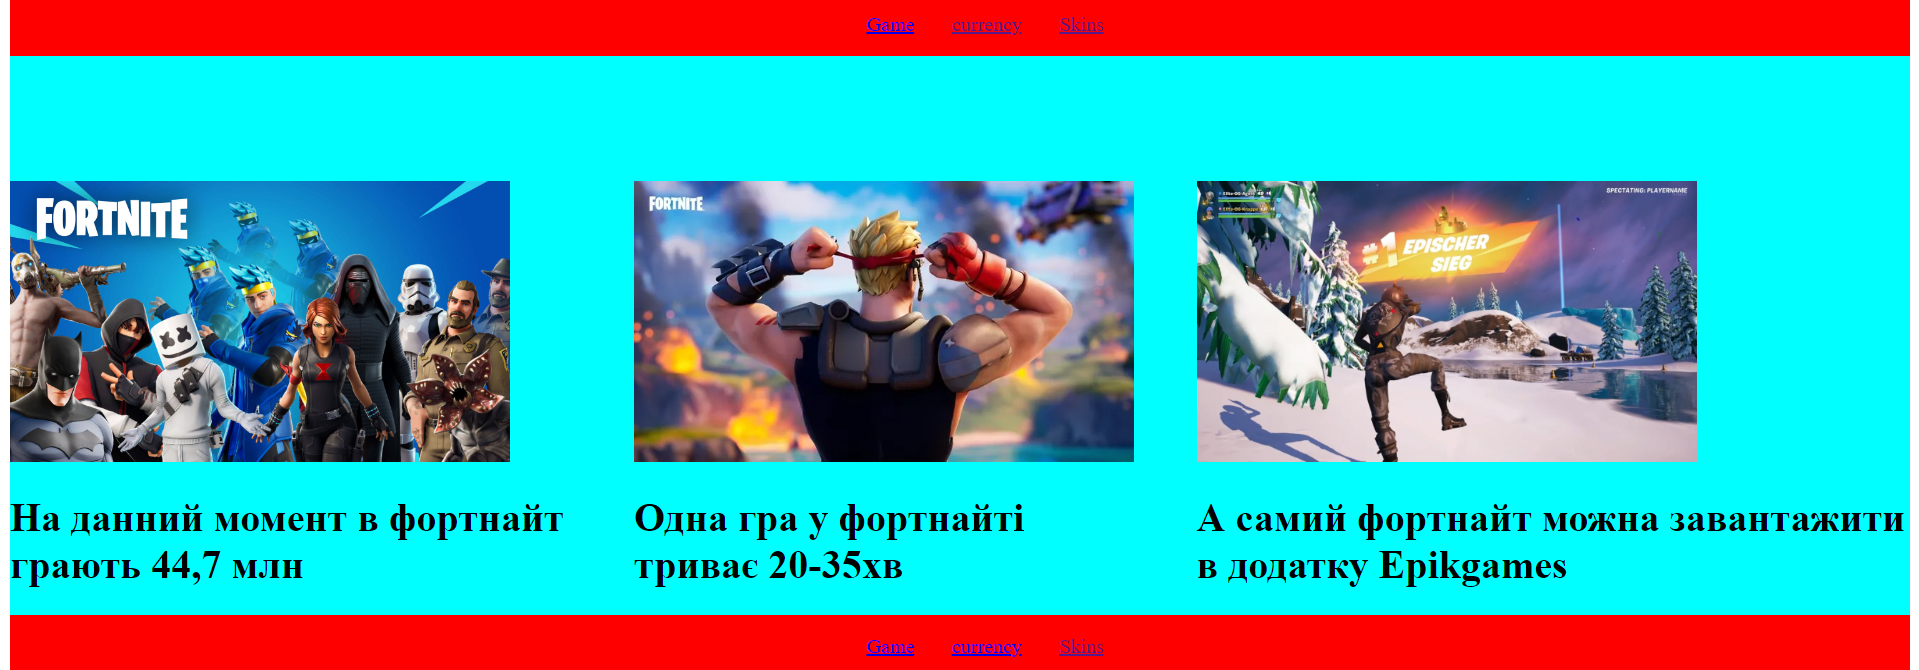 Game currency Skins
FORTNITE
FORTNITE
SPECTATING: PLAYERNAME
#1 EPISCHER
SIEG
На данний момент в фортнайт
грають 44,7 млн
Одна гра у фортнайті
триває 20-35хв
А самий фортнайт можна завантажити
в додатку Epikgames
Game currency Skins